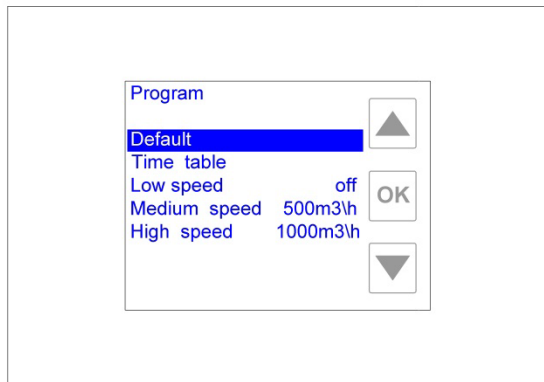 Program
Default
Time table
Low speed off
Medium speed 500m3\h
High speed 1000m3\h
OK